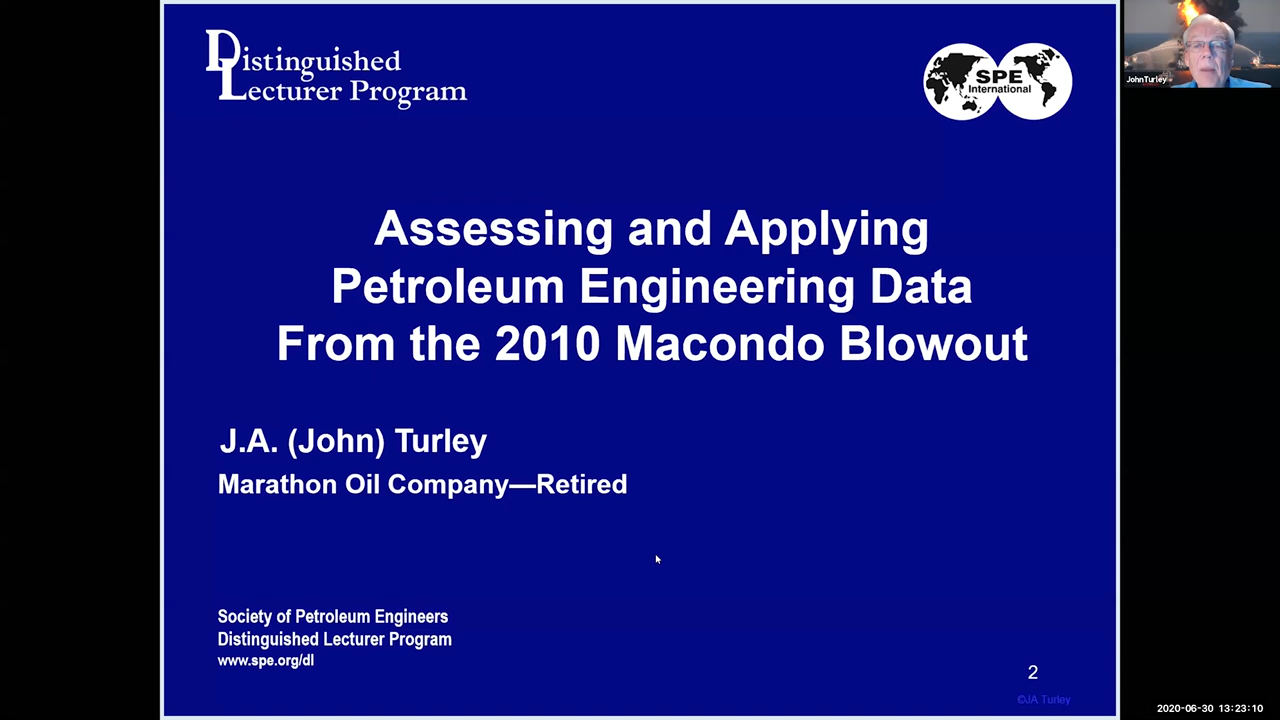 Distinguished
Lecturer Program
SPE
International
JohnTurley
Assessing and Applying
Petroleum Engineering Data
From the 2010 Macondo Blowout
J.A. (John) Turley
Marathon Oil Company—Retired
Society of Petroleum Engineers
Distinguished Lecturer Program
www.spe.org/dl
2
©JA Turley
2020-06-30 13:23:10